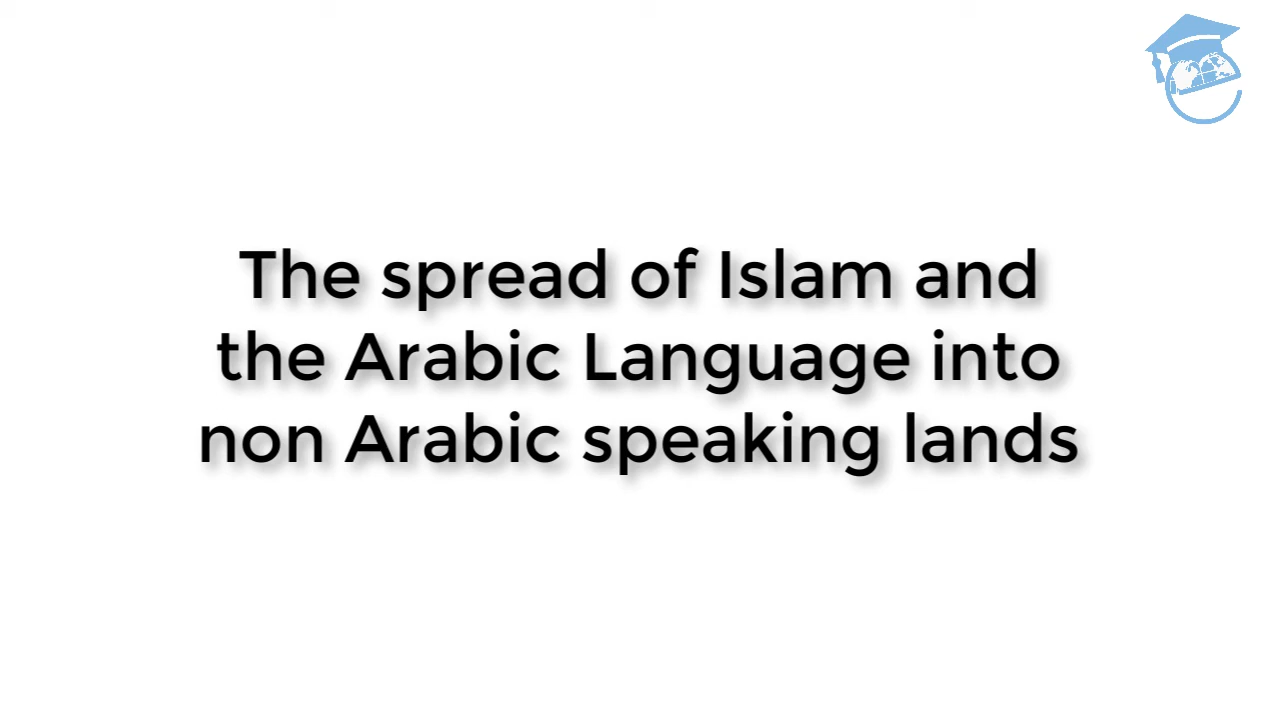 The spread of Islam and
the Arabic Language into
non Arabic speaking lands